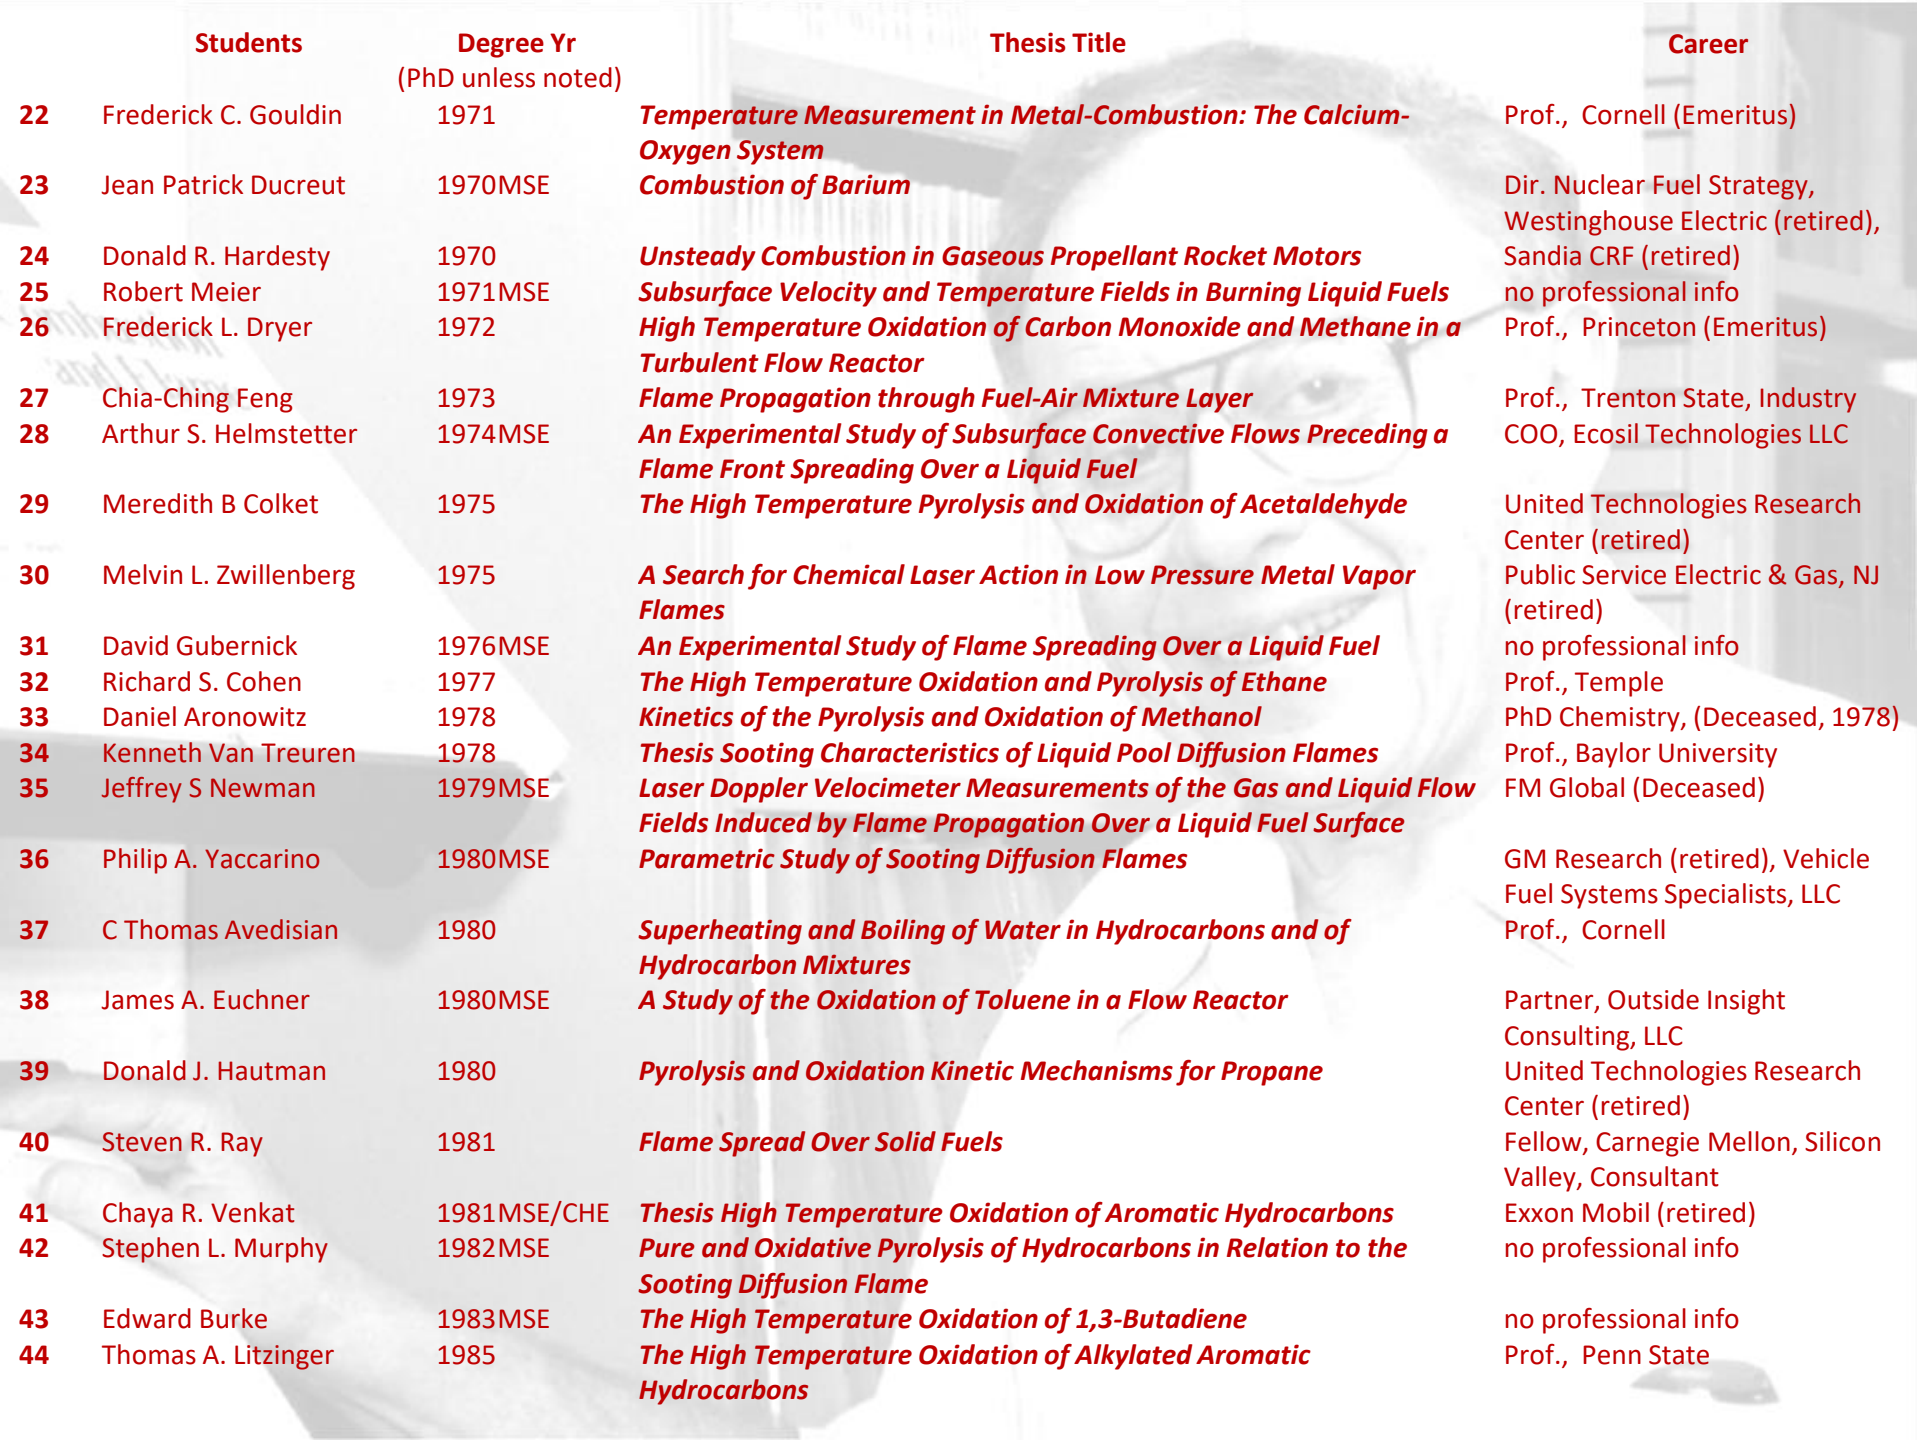 Students Degree Yr Thesis Title Career
(PhD unless noted)
22 Frederick C. Gouldin 1971 Temperature Measurement in Metal-Combustion: The Calcium- Prof., Cornell (Emeritus)
Oxygen System
23 Jean Patrick Ducreut 1970MSE Combustion of Barium Dir. Nuclear Fuel Strategy,
Westinghouse Electric (retired),
24 Donald R. Hardesty 1970 Unsteady Combustion in Gaseous Propellant Rocket Motors Sandia CRF (retired)
25 Robert Meier 1971MSE Subsurface Velocity and Temperature Fields in Burning Liquid Fuels no professional info
26 Frederick L. Dryer 1972 High Temperature Oxidation of Carbon Monoxide and Methane in a Prof., Princeton (Emeritus)
Turbulent Flow Reactor
27 Chia-Ching Feng 1973 Flame Propagation through Fuel-Air Mixture Layer Prof., Trenton State, Industry
28 Arthur S. Helmstetter 1974MSE An Experimental Study of Subsurface Convective Flows Preceding a COO, Ecosil Technologies LLC
Flame Front Spreading Over a Liquid Fuel
29 Meredith B Colket 1975 The High Temperature Pyrolysis and Oxidation of Acetaldehyde United Technologies Research
Center (retired)
30 Melvin L. Zwillenberg 1975 A Search for Chemical Laser Action in Low Pressure Metal Vapor Public Service Electric & Gas, NJ
Flames (retired)
31 David Gubernick 1976MSE An Experimental Study of Flame Spreading Over a Liquid Fuel no professional info
32 Richard S. Cohen 1977 The High Temperature Oxidation and Pyrolysis of Ethane Prof., Temple
33 Daniel Aronowitz 1978 Kinetics of the Pyrolysis and Oxidation of Methanol PhD Chemistry, (Deceased, 1978)
34 Kenneth Van Treuren 1978 Thesis Sooting Characteristics of Liquid Pool Diffusion Flames Prof., Baylor University
35 Jeffrey S Newman 1979MSE Laser Doppler Velocimeter Measurements of the Gas and Liquid Flow FM Global (Deceased)
Fields Induced by Flame Propagation Over a Liquid Fuel Surface
36 Philip A. Yaccarino 1980MSE Parametric Study of Sooting Diffusion Flames GM Research (retired), Vehicle
Fuel Systems Specialists, LLC
37 C Thomas Avedisian 1980 Superheating and Boiling of Water in Hydrocarbons and of Prof., Cornell
Hydrocarbon Mixtures
38 James A. Euchner 1980MSE A Study of the Oxidation of Toluene in a Flow Reactor Partner, Outside Insight
Consulting, LLC
39 Donald J. Hautman 1980 Pyrolysis and Oxidation Kinetic Mechanisms for Propane United Technologies Research
Center (retired)
40 Steven R. Ray 1981 Flame Spread Over Solid Fuels Fellow, Carnegie Mellon, Silicon
Valley, Consultant
41 Chaya R. Venkat 1981MSE/CHE Thesis High Temperature Oxidation of Aromatic Hydrocarbons Exxon Mobil (retired)
42 Stephen L. Murphy 1982MSE Pure and Oxidative Pyrolysis of Hydrocarbons in Relation to the no professional info
Sooting Diffusion Flame
43 Edward Burke 1983MSE The High Temperature Oxidation of 1,3-Butadiene no professional info
44 Thomas A. Litzinger 1985 The High Temperature Oxidation of Alkylated Aromatic Prof., Penn State
Hydrocarbons